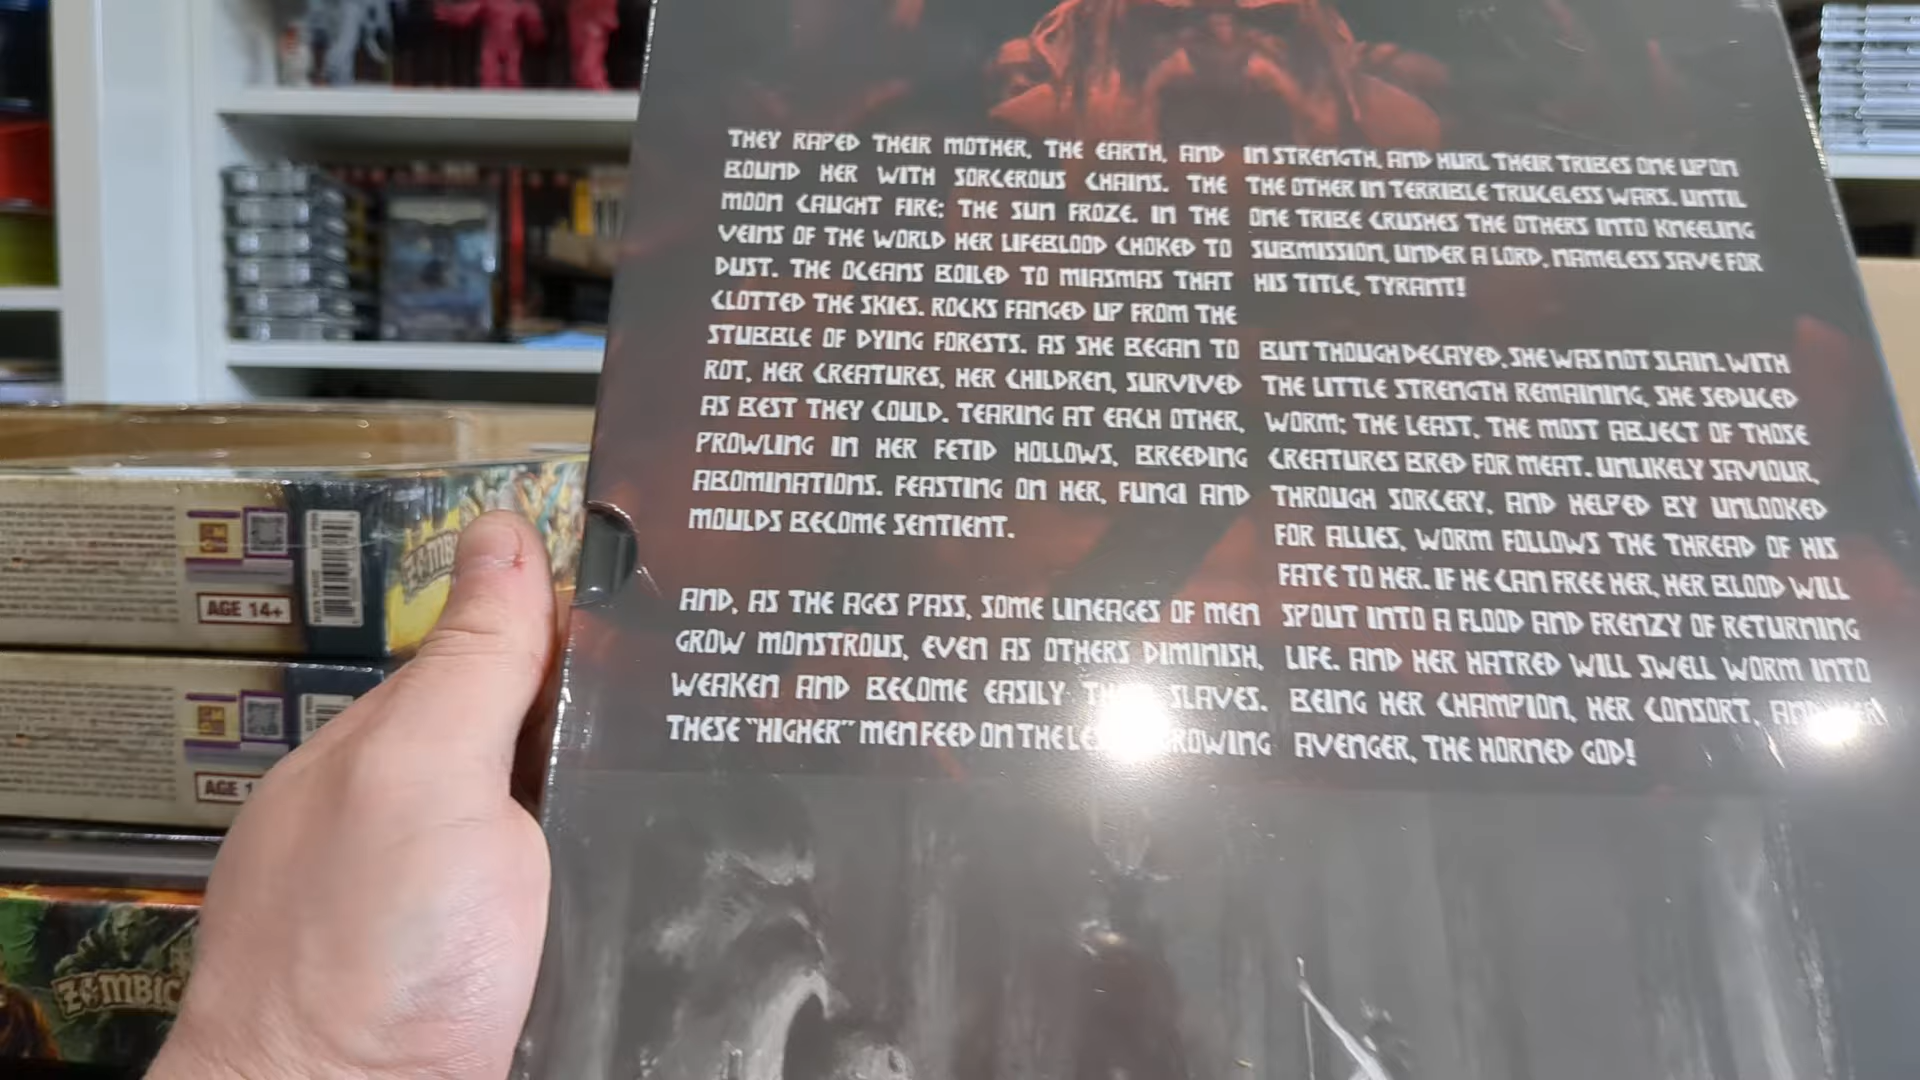 THEY RAPED THEIR MOTHER, THE EARTH, AND
BOUND HER WITH SORCEROUS CHAINS. THE
MOON CAUGHT FIRE; THE SUN FROZE. IN THE
VEINS OF THE WORLD HER LIFEBLOOD CHOKED TO
DUST. THE OCEANS BOILED TO MIASMAS THAT
CLOTTED THE SKIES. ROCKS FANGED UP FROM THE
STUBBLE OF DYING FORESTS. AS SHE BEGAN TO
ROT, HER CREATURES, HER CHILDREN, SURVIVED
AS BEST THEY COULD. TEARING AT EACH OTHER,
PROWLING IN HER FETID HOLLOWS, BREEDING
ABOMINATIONS. FEASTING ON HER, FUNGI AND
MOULDS BECOME SENTIENT.
AND, AS THE AGES PASS, SOME LINEAGES OF MEN
GROW MONSTROUS, EVEN AS OTHERS DIMINISH,
WEAKEN AND BECOME EASILY SLAVES.
THESE "HIGHER" MEN FEED ON THE
IN STRENGTH, AND HURL THEIR TRIBES ONE UPON
THE OTHER IN TERRIBLE TRUCELESS WARS. UNTIL
ONE TRIBE CRUSHES THE OTHERS INTO KNEELING
SUBMISSION, UNDER A LORD, NAMELESS SAVE FOR
HIS TITLE, TYRANT!
BUT THOUGH DECAYED, SHE WAS NOT SLAIN. WITH
THE LITTLE STRENGTH REMAINING, SHE SEDUCED
WORM: THE LEAST, THE MOST ABJECT OF THOSE
CREATURES BRED FOR MEAT. UNLIKELY SAVIOUR,
THROUGH SORCERY, AND HELPED BY UNLOOKED
FOR ALLIES, WORM FOLLOWS THE THREAD OF HIS
FATE TO HER. IF HE CAN FREE HER, HER BLOOD WILL
SPOUT INTO A FLOOD AND FRENZY OF RETURNING
LIFE. AND HER HATRED WILL SWELL WORM INTO
BEING HER CHAMPION, HER CONSORT,
AVENGER, THE HORNED GOD!
AGE 14+
AGE